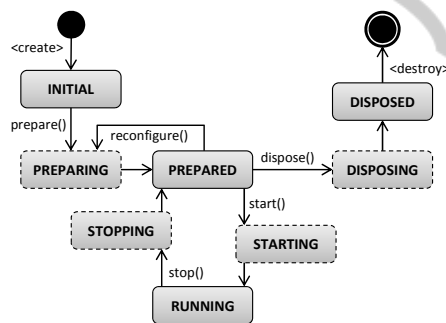 <create>
<destroy>
INITIAL
DISPOSED
prepare()
reconfigure()
PREPARING
PREPARED
dispose()
DISPOSING
start()
STOPPING
STARTING
stop()
RUNNING